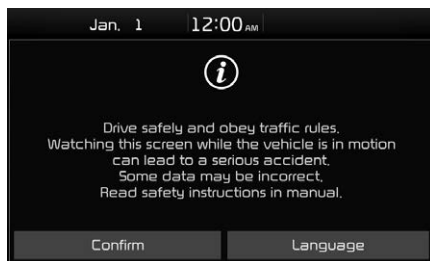 Jan. 1 12:00 AM
i
Drive safely and obey traffic rules.
Watching this screen while the vehicle is in motion
can lead to a serious accident.
Some data may be incorrect.
Read safety instructions in manual.
Confirm Language